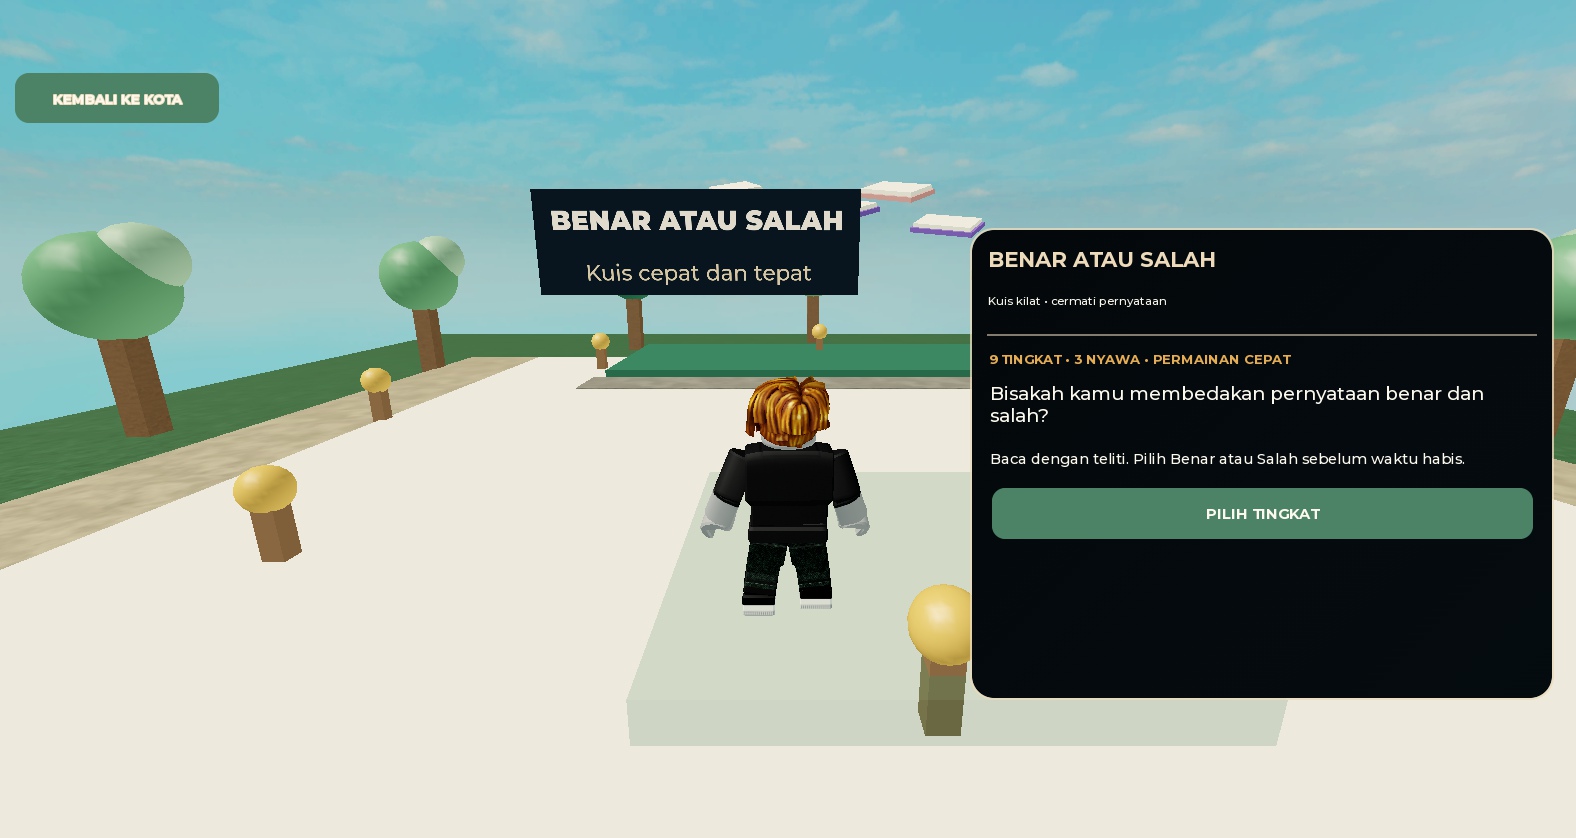 KEMBALI KE KOTA
BENAR ATAU SALAH
Kuis cepat dan tepat
BENAR ATAU SALAH
Kuis kilat • cermati pernyataan
9 TINGKAT • 3 NYAWA • PERMAINAN CEPAT
Bisakah kamu membedakan pernyataan benar dan
salah?
Baca dengan teliti. Pilih Benar atau Salah sebelum waktu habis.
PILIH TINGKAT